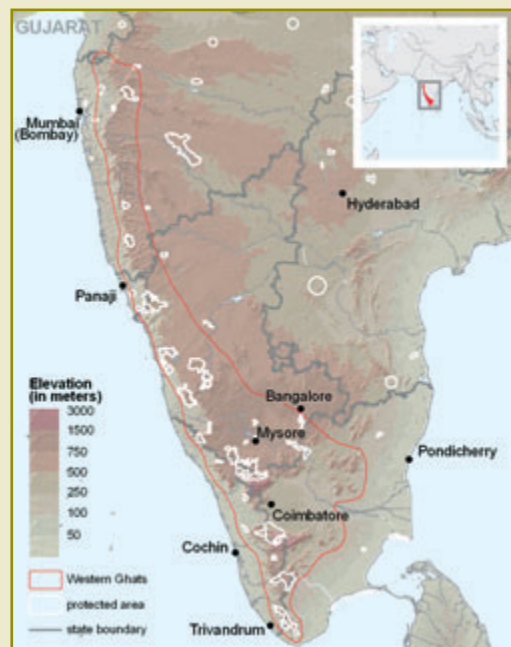 GUJARAT
Mumbai
(Bombay)
Hyderabad
Panaji
Elevation
(in meters)
3000
1500
750
500
250
100
50
Bangalore
Mysore
Pondicherry
Coimbatore
Cochin
Western Ghats
protected area
state boundary
Trivandrum